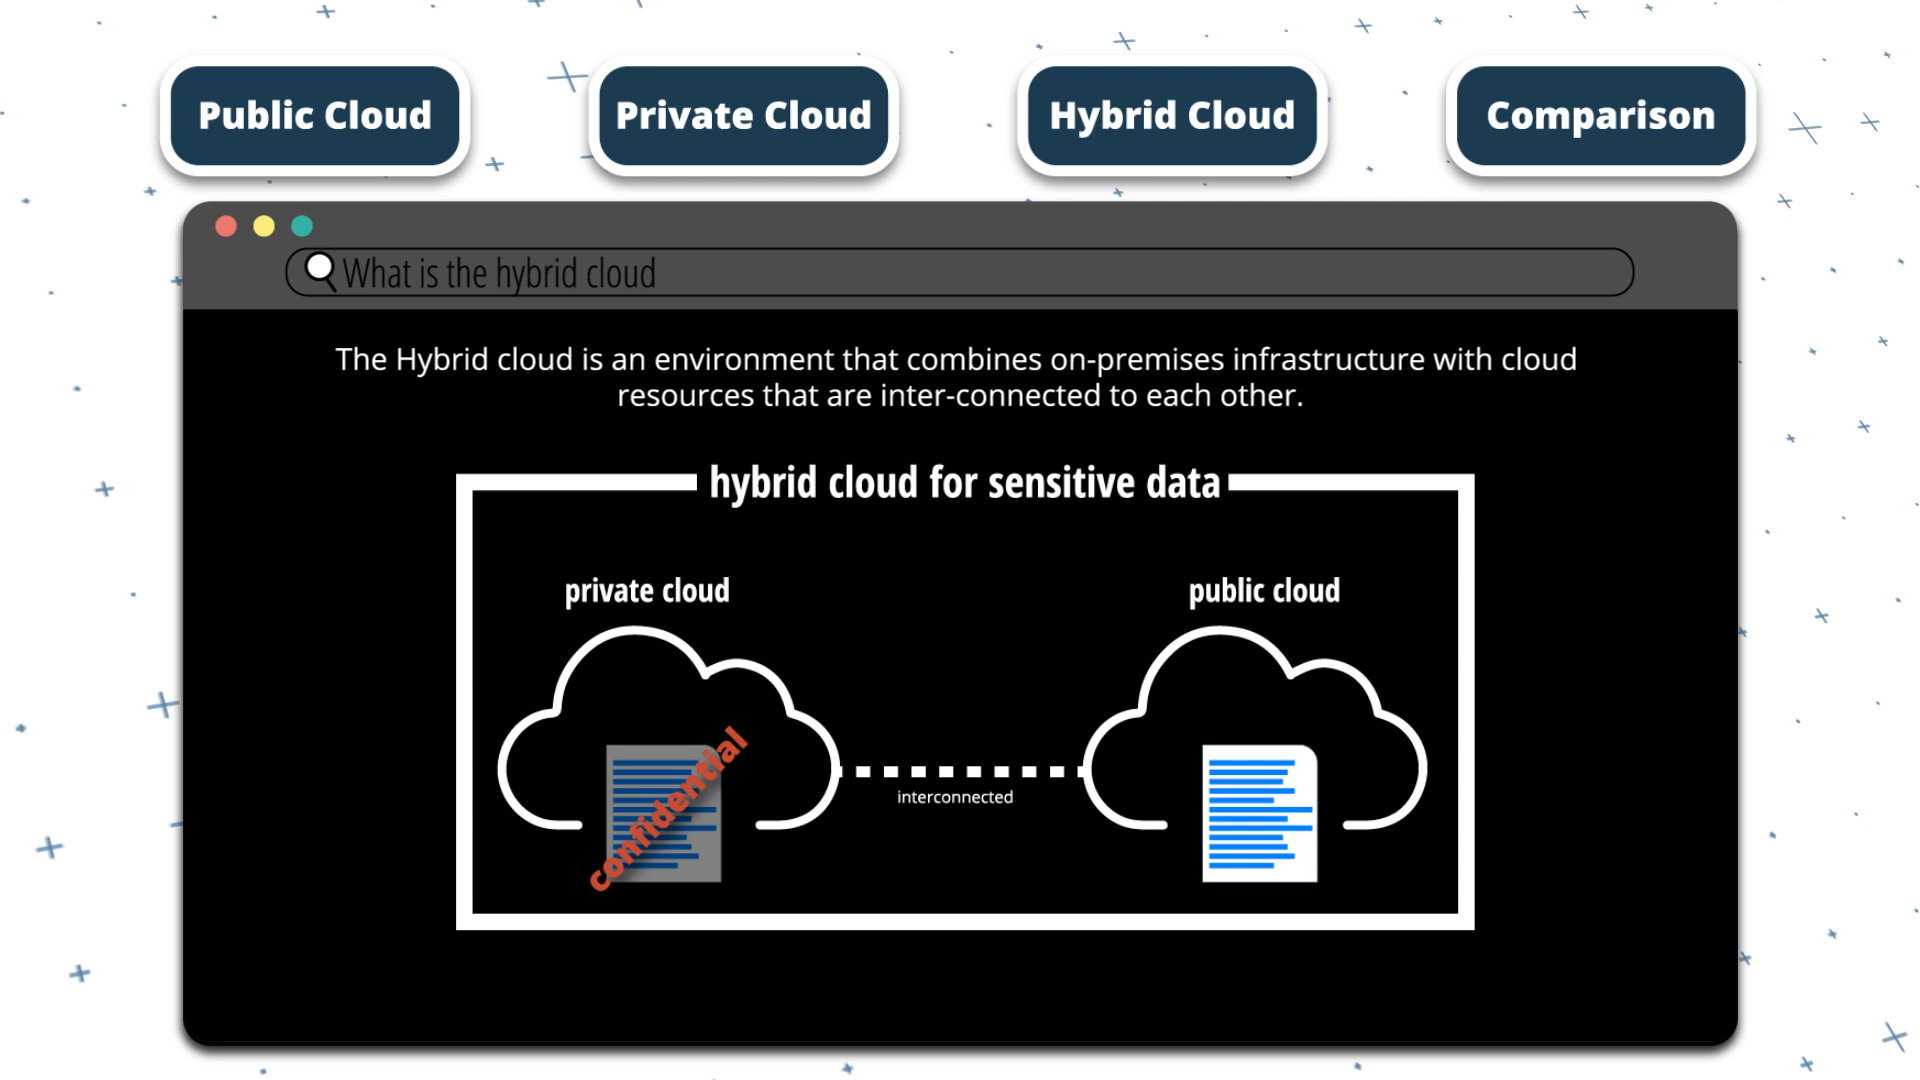 Public Cloud
Private Cloud
Hybrid Cloud
Comparison
What is the hybrid cloud
The Hybrid cloud is an environment that combines on-premises infrastructure with cloud
resources that are inter-connected to each other.
hybrid cloud for sensitive data
private cloud
public cloud
confidential
interconnected